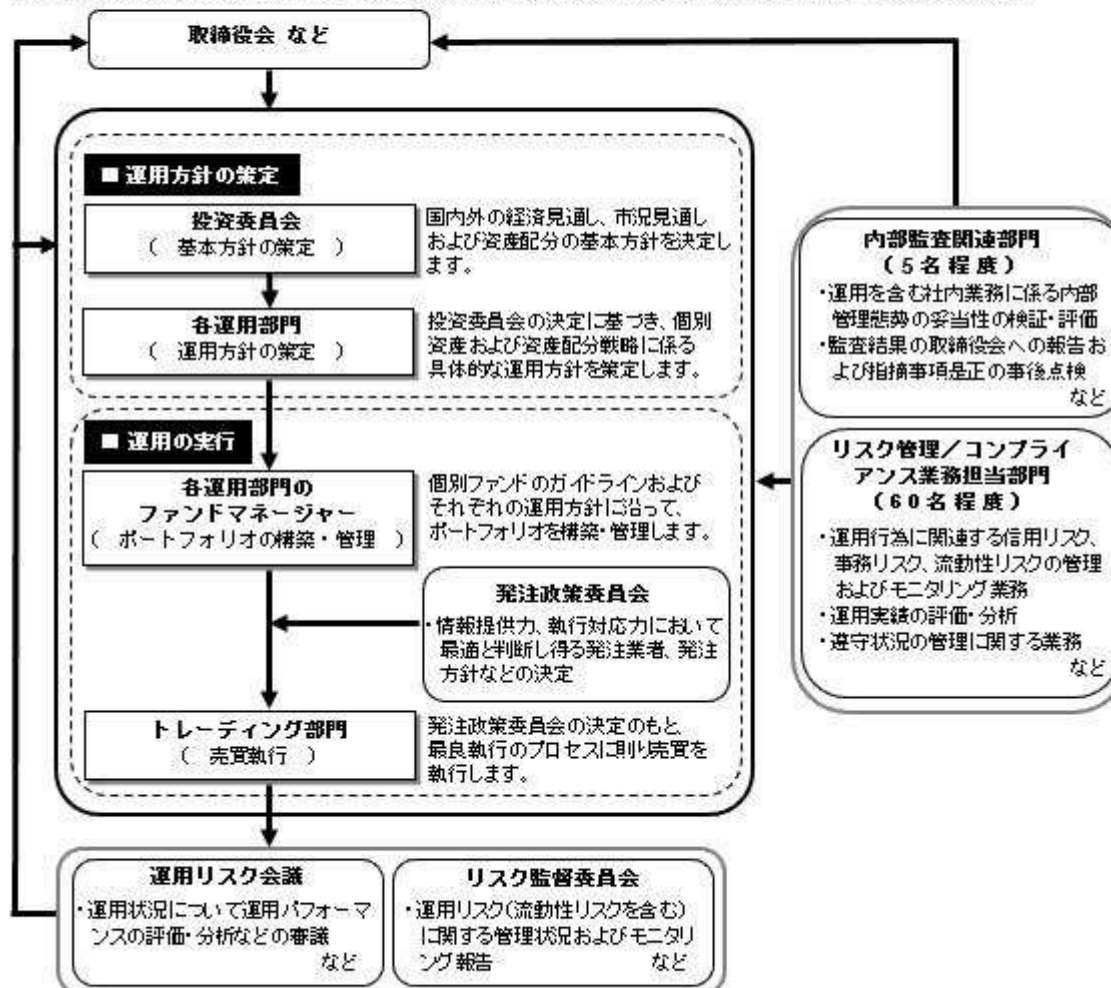 取締役会 など
■ 運用方針の策定
投資委員会
( 基本方針の策定 )
国内外の経済見通し、市況見通し
および資産配分の基本方針を決定し
ます。
各運用部門
( 運用方針の策定 )
投資委員会の決定に基づき、個別
資産および資産配分戦略に係る
具体的な運用方針を策定します。
■ 運用の実行
各運用部門の
ファンドマネージャー
( ポートフォリオの構築・管理 )
個別ファンドのガイドラインおよび
それぞれの運用方針に沿って、
ポートフォリオを構築・管理します。
発注政策委員会
・情報提供力、執行対応力において
最適と判断し得る発注業者、発注
方針などの決定
トレーディング部門
( 売買執行 )
発注政策委員会の決定のもと、
最良執行のプロセスに則り売買を
執行します。
内部監査関連部門
(5名程度)
・運用を含む社内業務に係る内部
管理態勢の妥当性の検証・評価
・監査結果の取締役会への報告お
よび指摘事項是正の事後点検
など
リスク管理/コンプライ
アンス業務担当部門
(60名程度)
・運用行為に関連する信用リスク、
事務リスク、流動性リスクの管理
およびモニタリング業務
・運用実績の評価・分析
・遵守状況の管理に関する業務
など
運用リスク会議
・運用状況について運用パフォーマ
ンスの評価・分析などの審議
など
リスク監督委員会
・運用リスク(流動性リスクを含む)
に関する管理状況およびモニタリ
ング報告 など